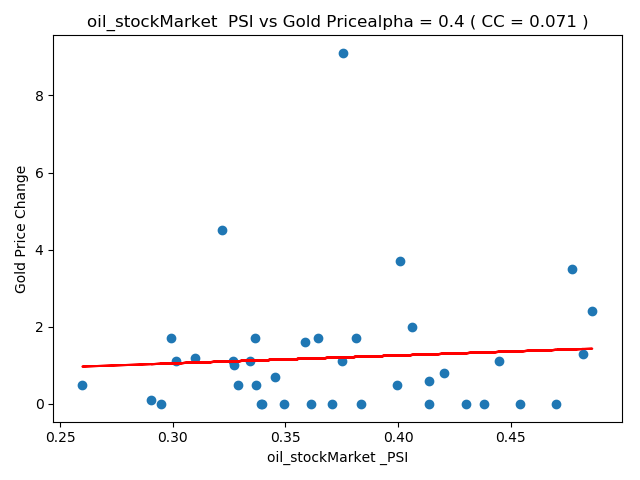 oil_stockMarket  PSI vs Gold Pricealpha = 0.4 ( CC = 0.071 )
8
6
4
2
0
Gold Price Change
0.25 0.30 0.35 0.40 0.45
oil_stockMarket _PSI